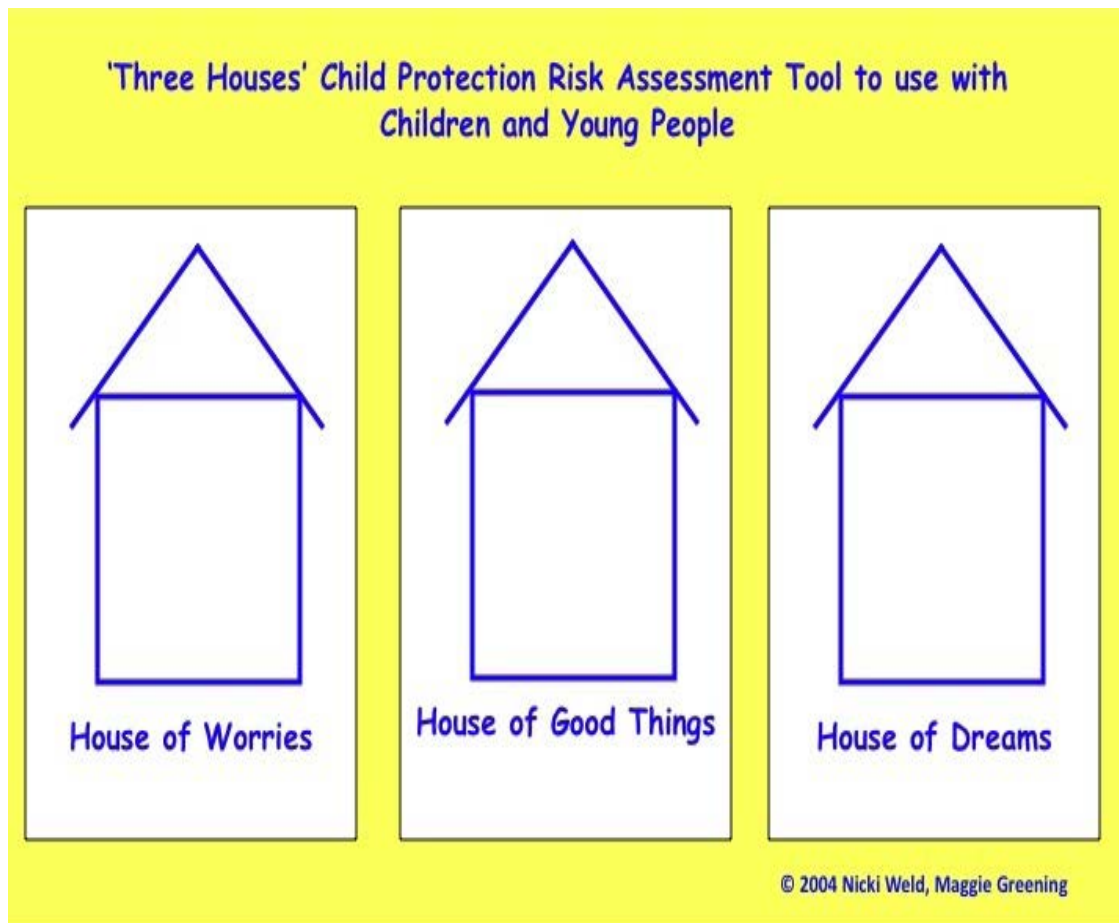 ‘Three Houses’ Child Protection Risk Assessment Tool to use with
Children and Young People
House of Worries
House of Good Things
House of Dreams
© 2004 Nicki Weld, Maggie Greening